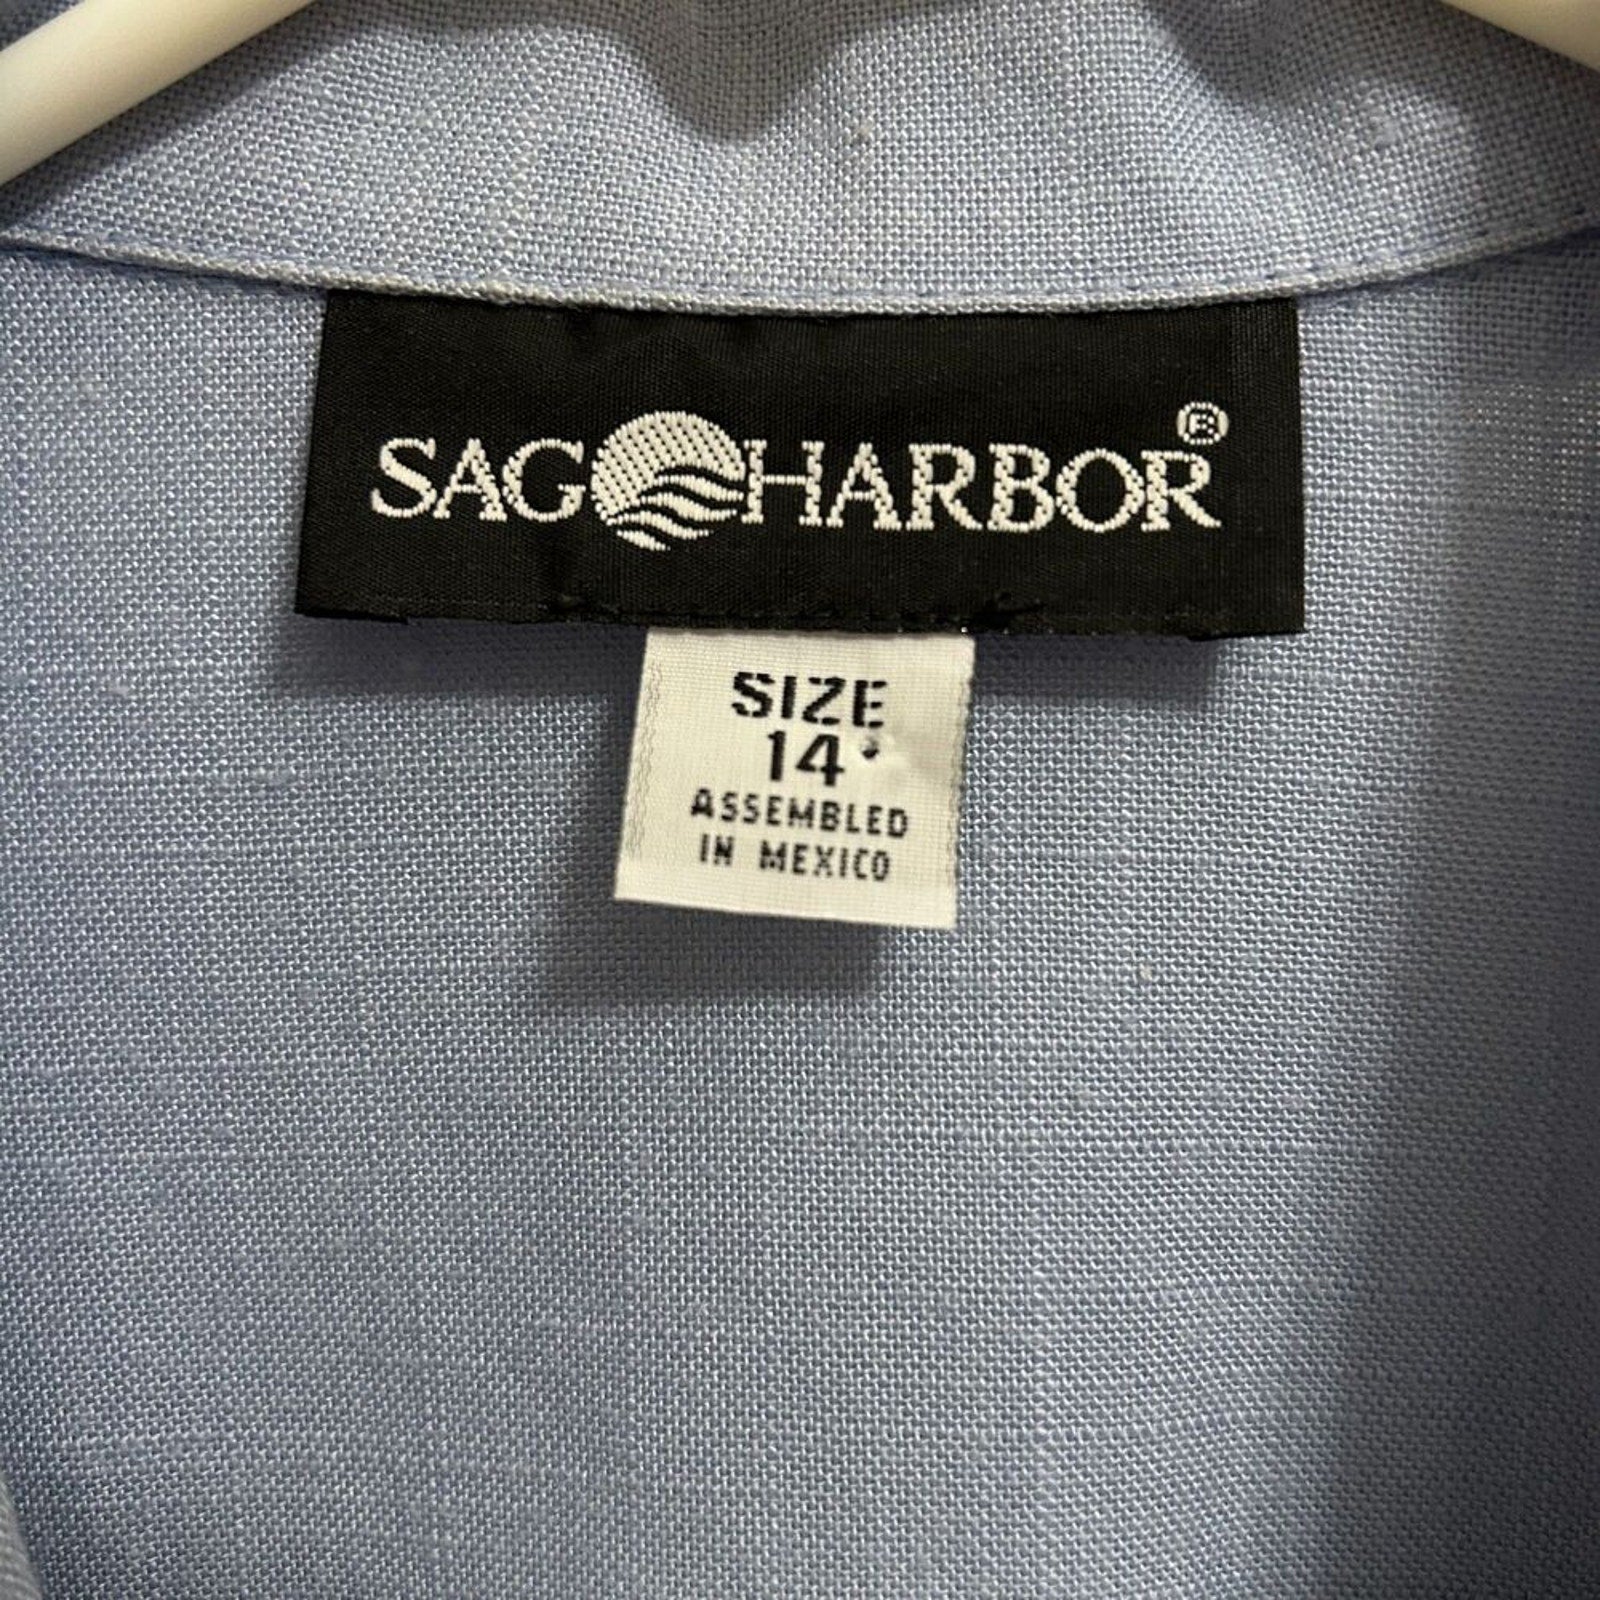 SAG HARBOR®
SIZE
14
ASSEMBLED
IN MEXICO